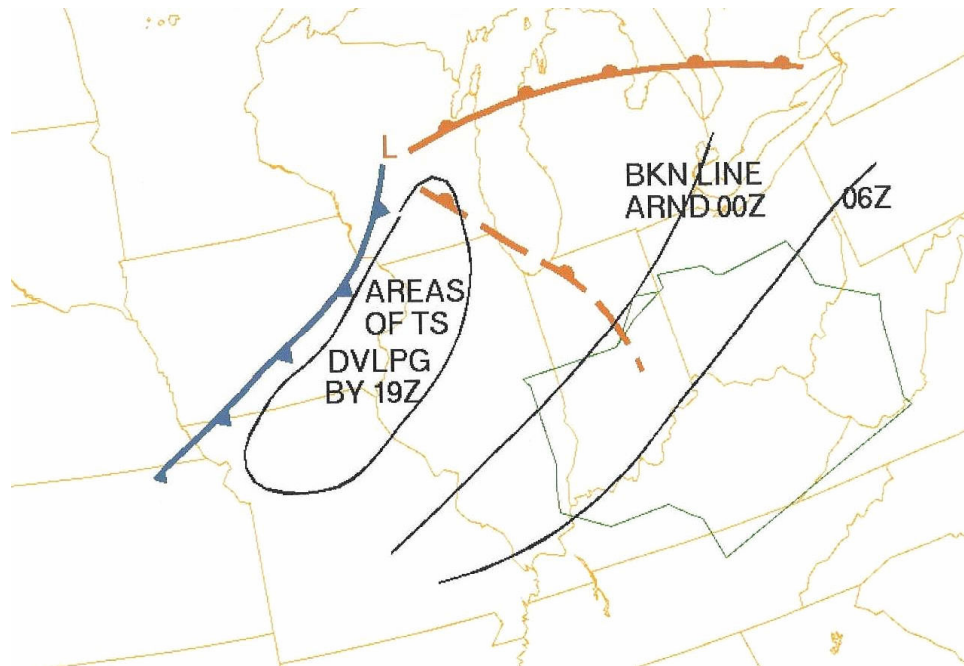 L
BKN LINE
ARND 00Z
06Z
AREAS
OF TS
DVLPG
BY 19Z